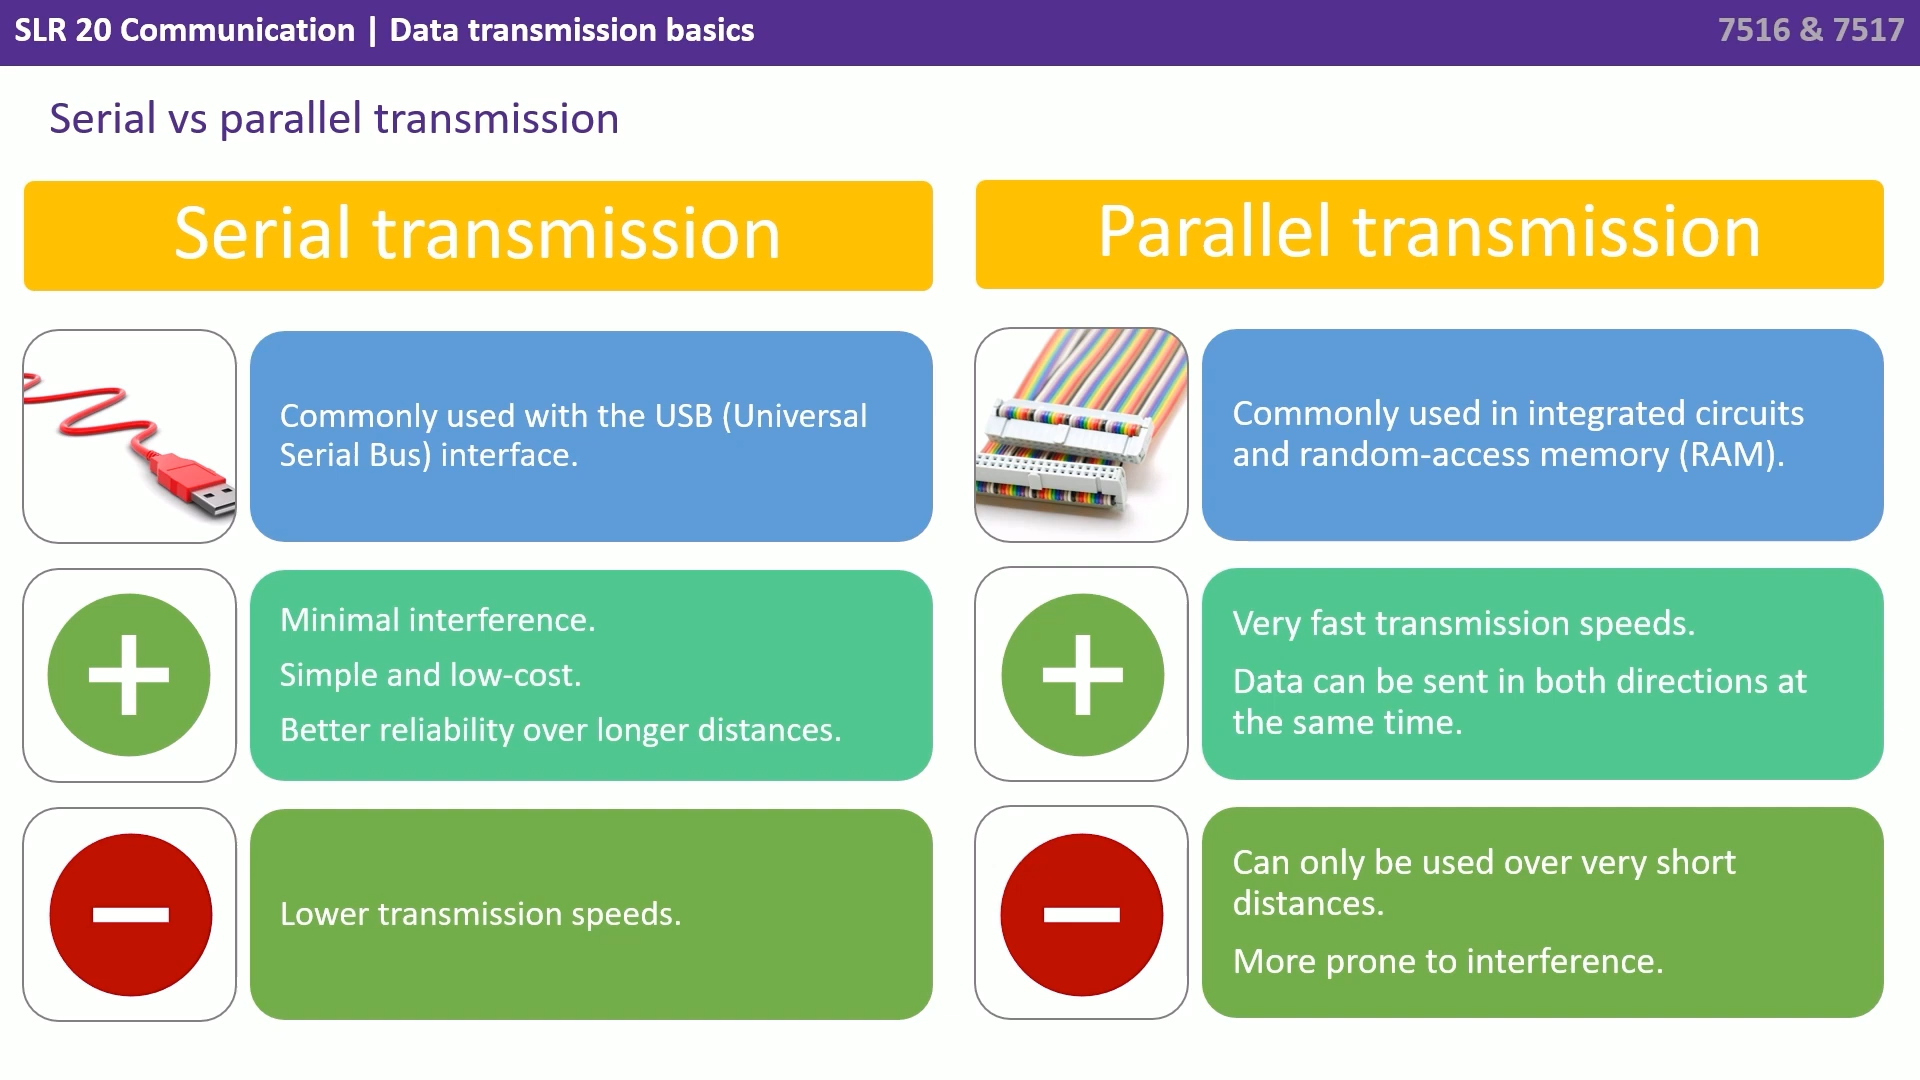 SLR 20 Communication | Data transmission basics
7516 & 7517
Serial vs parallel transmission
Serial transmission
Commonly used with the USB (Universal
Serial Bus) interface.
Minimal interference.
Simple and low-cost.
Better reliability over longer distances.
Lower transmission speeds.
Parallel transmission
Commonly used in integrated circuits
and random-access memory (RAM).
Very fast transmission speeds.
Data can be sent in both directions at
the same time.
Can only be used over very short
distances.
More prone to interference.